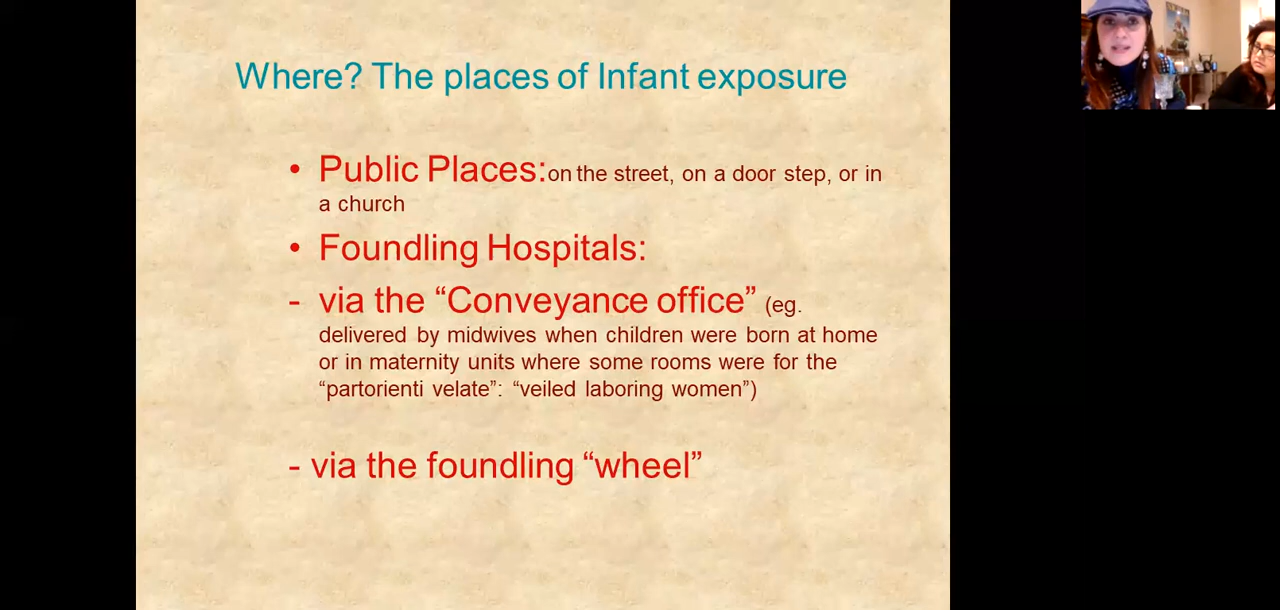 Where? The places of Infant exposure
• Public Places:on the street, on a door step, or in
a church
• Foundling Hospitals:
- via the “Conveyance office” (eg.
delivered by midwives when children were born at home
or in maternity units where some rooms were for the
“partorienti velate”: “veiled laboring women”)
- via the foundling “wheel”